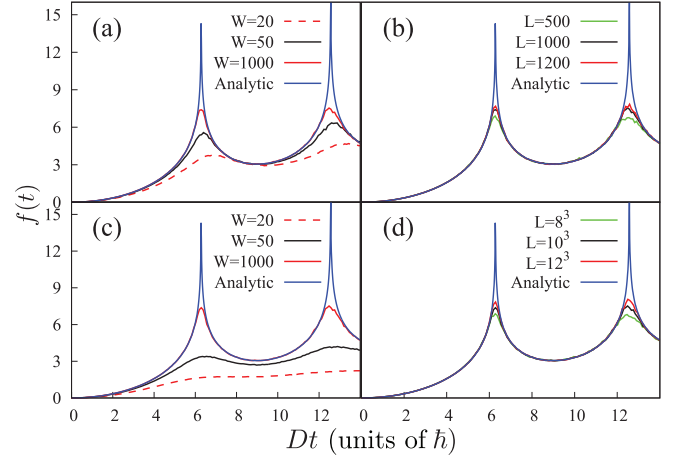 (a)
W=20
W=50
W=1000
Analytic
15
12
9
6
3
0
(b)
L=500
L=1000
L=1200
Analytic
f(t)
(c)
W=20
W=50
W=1000
Analytic
15
12
9
6
3
0
0 2 4 6 8 10 12
(d)
L=8³
L=10³
L=12³
Analytic
0 2 4 6 8 10 12
Dt (units of ħ)